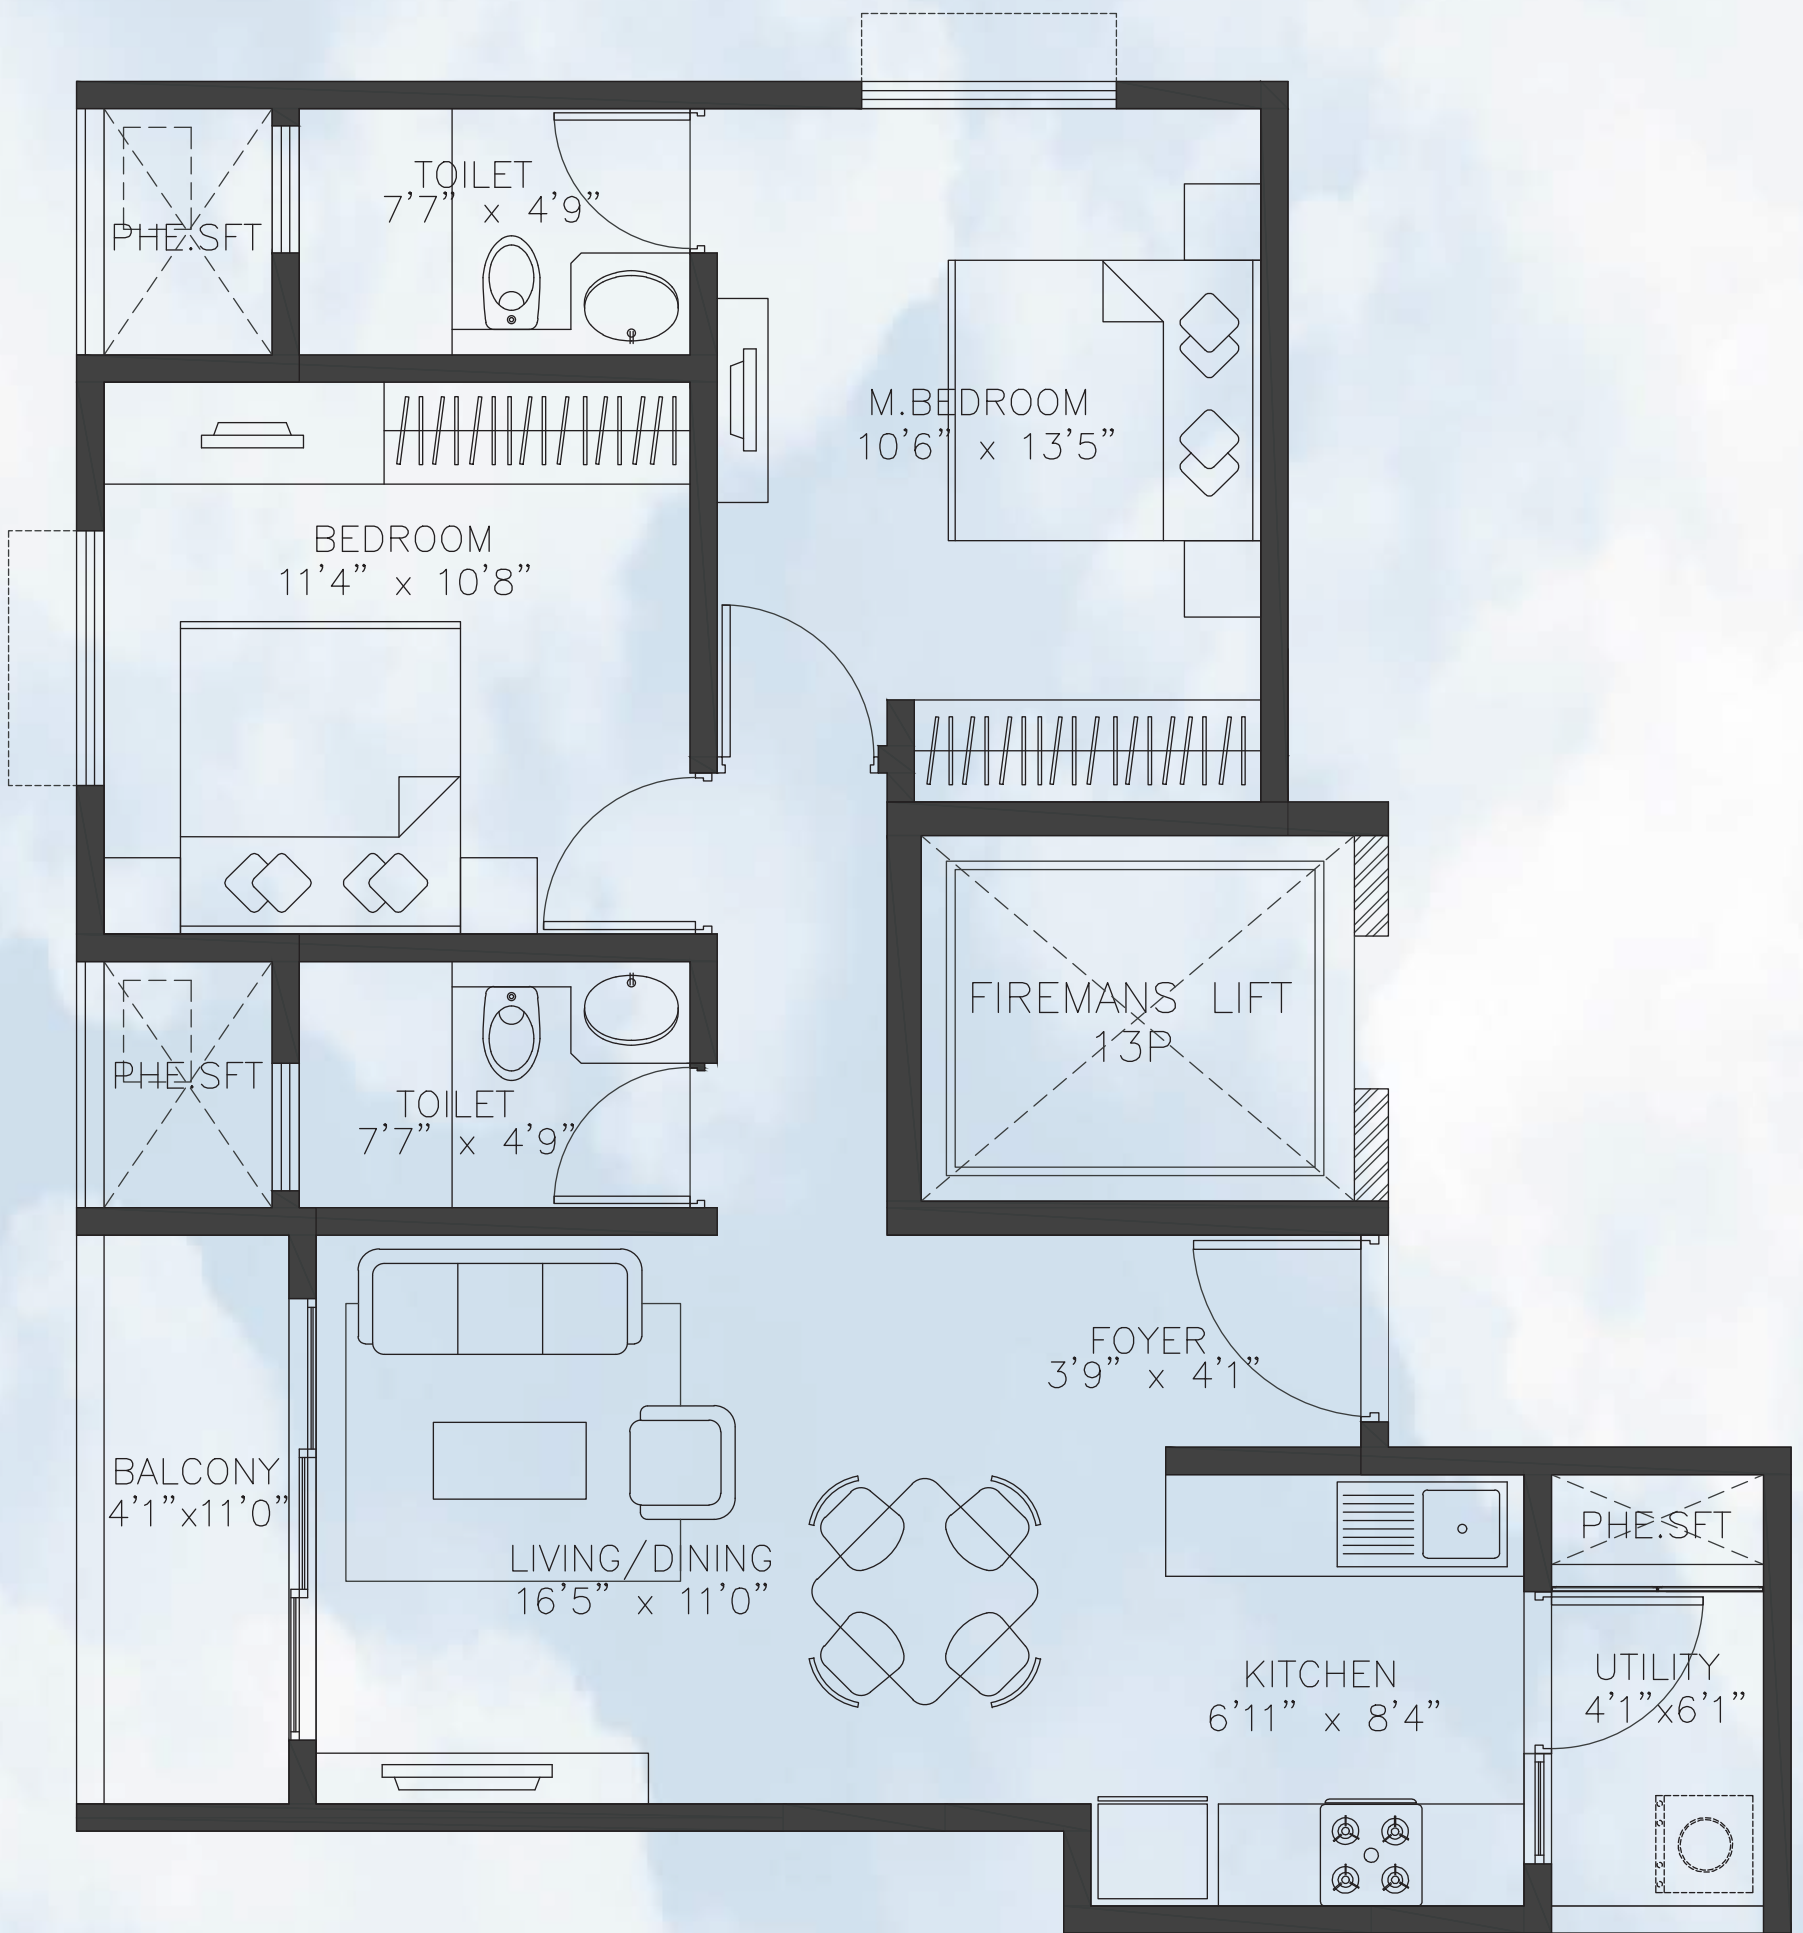 TOILET
7'7" x 4'9"
PHE.SFT
M.BEDROOM
10'6" x 13'5"
BEDROOM
11'4" x 10'8"
FIREMANS LIFT
13P
PHE.SFT
TOILET
7'7" x 4'9"
FOYER
3'9" x 4'1"
BALCONY
4'1"x11'0"
LIVING/DINING
16'5" x 11'0"
PHE.SFT
KITCHEN
6'11" x 8'4"
UTILITY
4'1"x6'1"